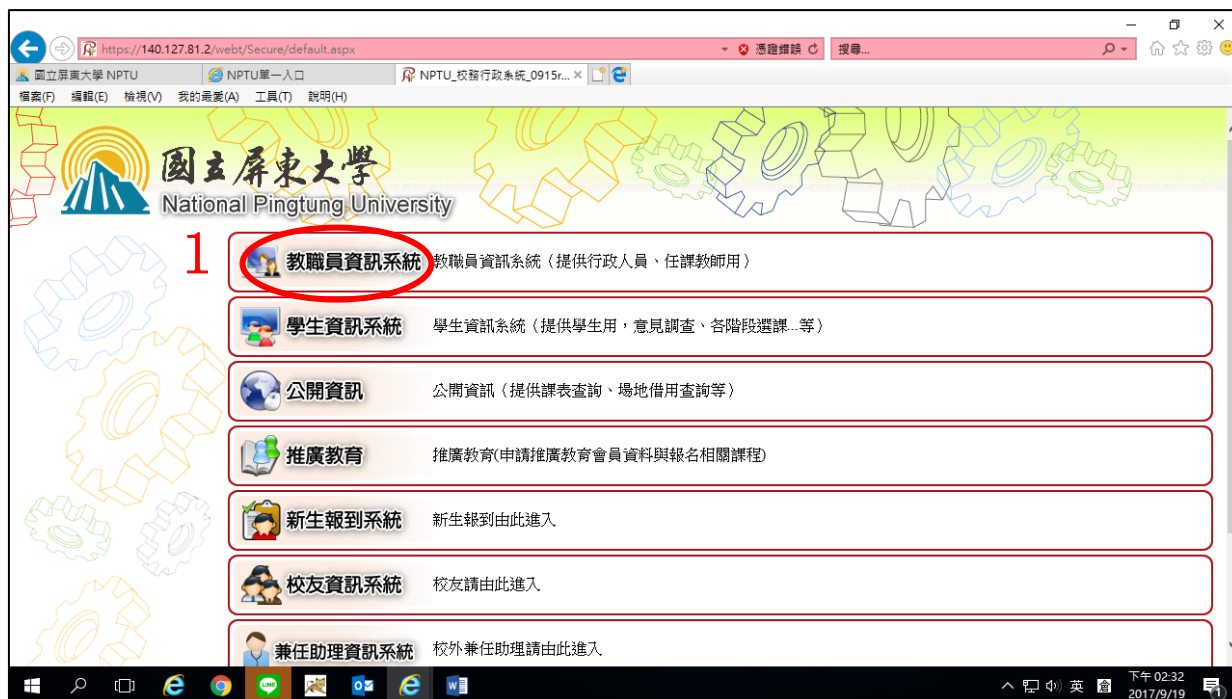 https://140.127.81.2/webt/Secure/default.aspx
憑證錯誤
搜尋...
國立屏東大學 NPTU
NPTU單一入口
NPTU_校務行政系統_0915r...
檔案(F) 編輯(E) 檢視(V) 我的最愛(A) 工具(T) 說明(H)
國立屏東大學
National Pingtung University
1
教職員資訊系統 教職員資訊系統（提供行政人員、任課教師用）
學生資訊系統 學生資訊系統（提供學生用，意見調查、各階段選課...等）
公開資訊 公開資訊（提供課表查詢、場地借用查詢等）
推廣教育 推廣教育(申請推廣教育會員資料與報名相關課程)
新生報到系統 新生報到由此進入
校友資訊系統 校友請由此進入
兼任助理資訊系統 校外兼任助理請由此進入
LINE
英
下午 02:32
2017/9/19